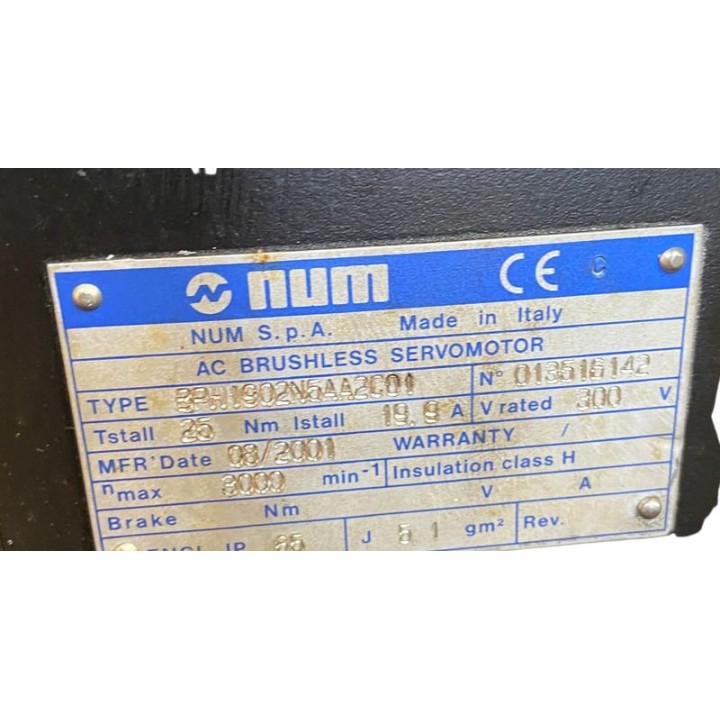 num CE C
NUM S.p.A. Made in Italy
AC BRUSHLESS SERVOMOTOR
TYPE BPH1902N5AA2C01 N° 013516142
Tstall 25 Nm Istall 19,9 A V rated 300 V
MFR'Date 08/2001 WARRANTY /
nmax 3000 min-1 Insulation class H
Brake Nm V A
IP 65 J 5 1 gm² Rev.